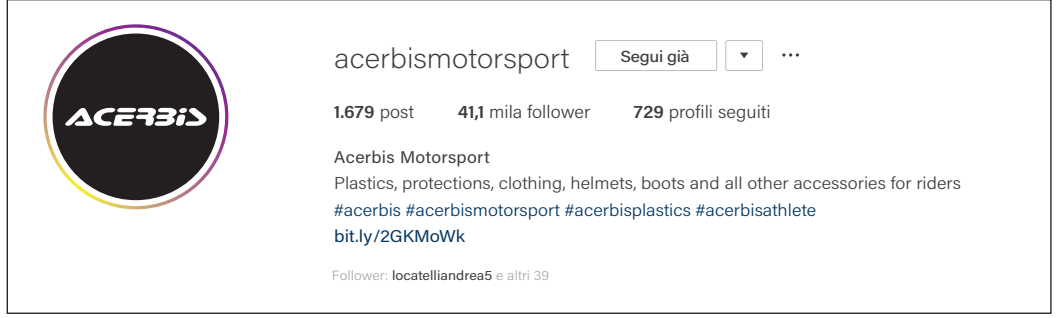 ACERBIS
acerbismotorsport Segui già ▼ ...
1.679 post 41,1 mila follower 729 profili seguiti
Acerbis Motorsport
Plastics, protections, clothing, helmets, boots and all other accessories for riders
#acerbis #acerbismotorsport #acerbisplastics #acerbisathlete
bit.ly/2GKMoWk
Follower: locatelliandrea5 e altri 39